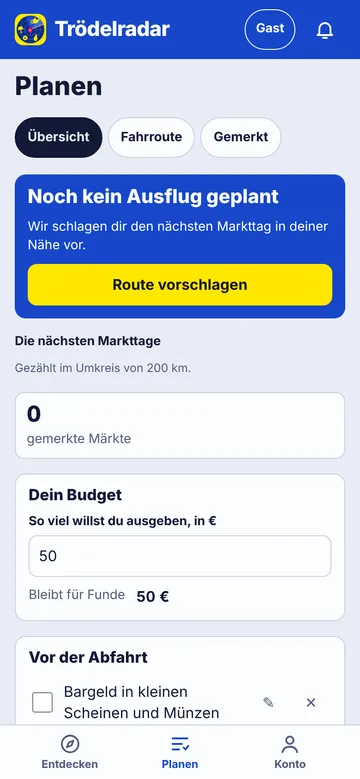 Trödelradar
Gast
Planen
Übersicht
Fahrroute
Gemerkt
Noch kein Ausflug geplant
Wir schlagen dir den nächsten Markttag in deiner
Nähe vor.
Route vorschlagen
Die nächsten Markttage
Gezählt im Umkreis von 200 km.
0
gemerkte Märkte
Dein Budget
So viel willst du ausgeben, in €
50
Bleibt für Funde 50 €
Vor der Abfahrt
Bargeld in kleinen
Scheinen und Münzen
Entdecken
Planen
Konto